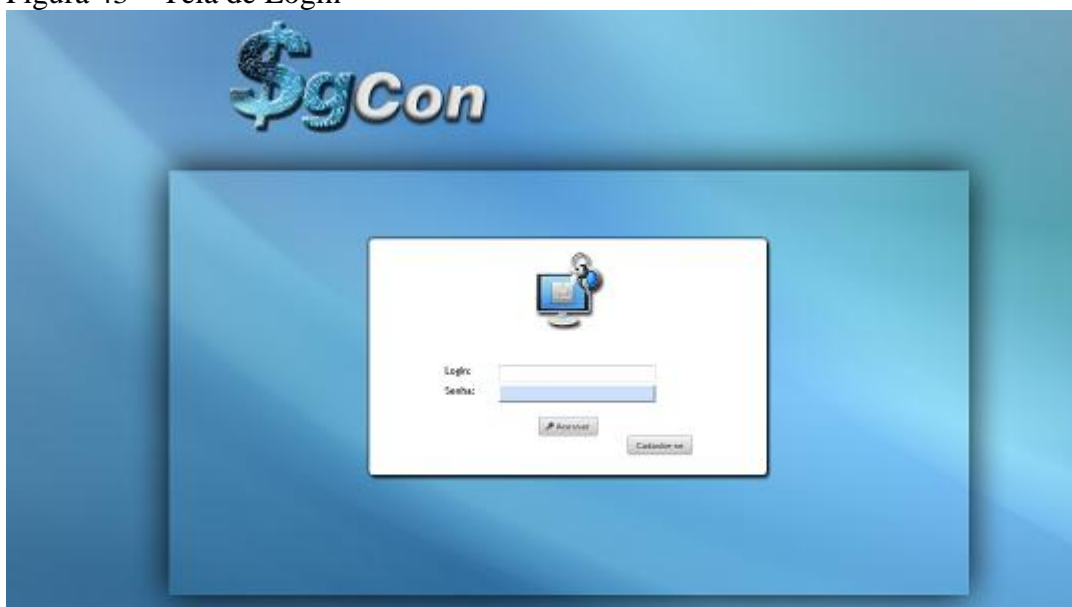 Figura 45 – Tela de Login
$gCon
Login:
Senha:
Acessar
Cadastre-se